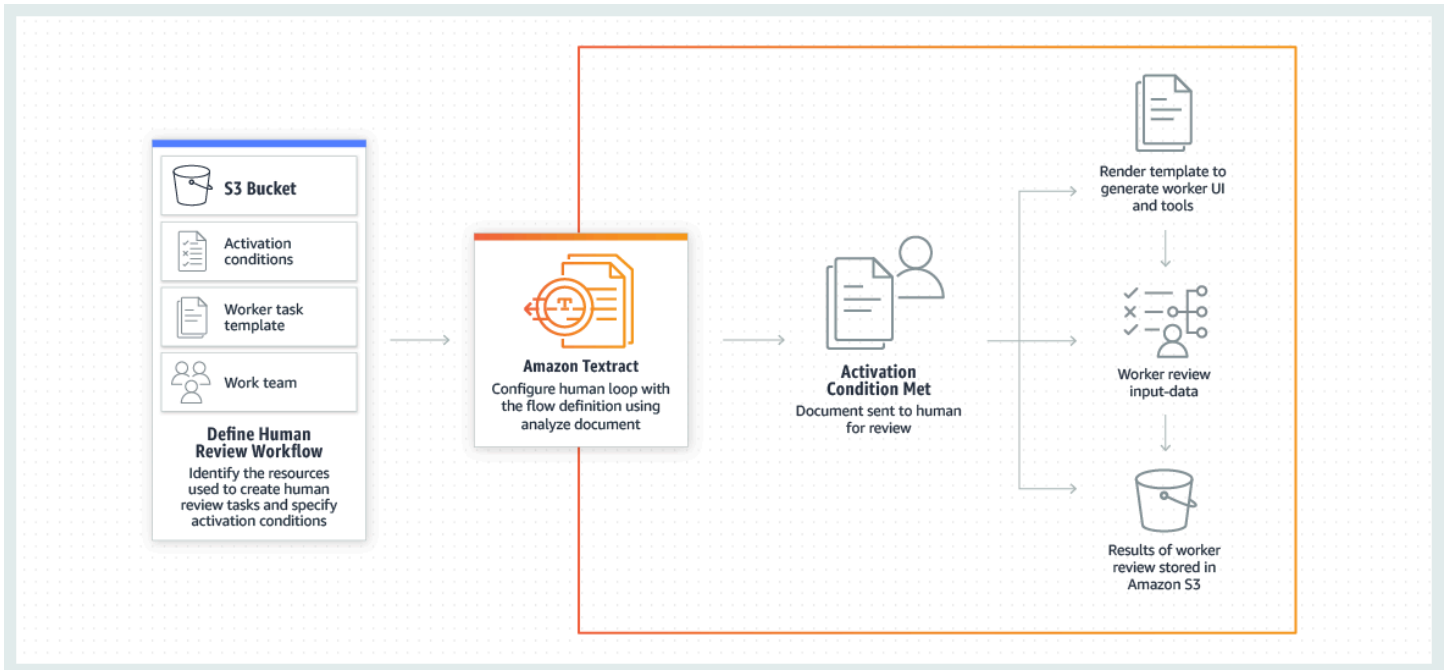 S3 Bucket
Activation
conditions
Worker task
template
Work team
Define Human
Review Workflow
Identify the resources
used to create human
review tasks and specify
activation conditions
T
Amazon Textract
Configure human loop with
the flow definition using
analyze document
Activation
Condition Met
Document sent to human
for review
Render template to
generate worker UI
and tools
Worker review
input-data
Results of worker
review stored in
Amazon S3